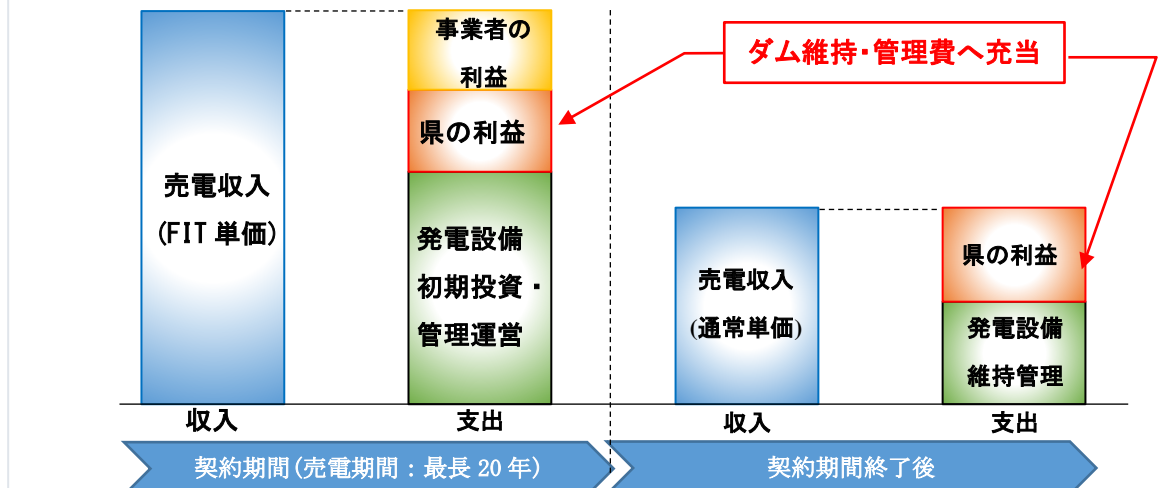 事業者の
利益
ダム維持・管理費へ充当
県の利益
売電収入
(FIT 単価)
発電設備
初期投資・
管理運営
県の利益
売電収入
(通常単価)
発電設備
維持管理
収入
支出
収入
支出
契約期間(売電期間：最長 20 年)
契約期間終了後